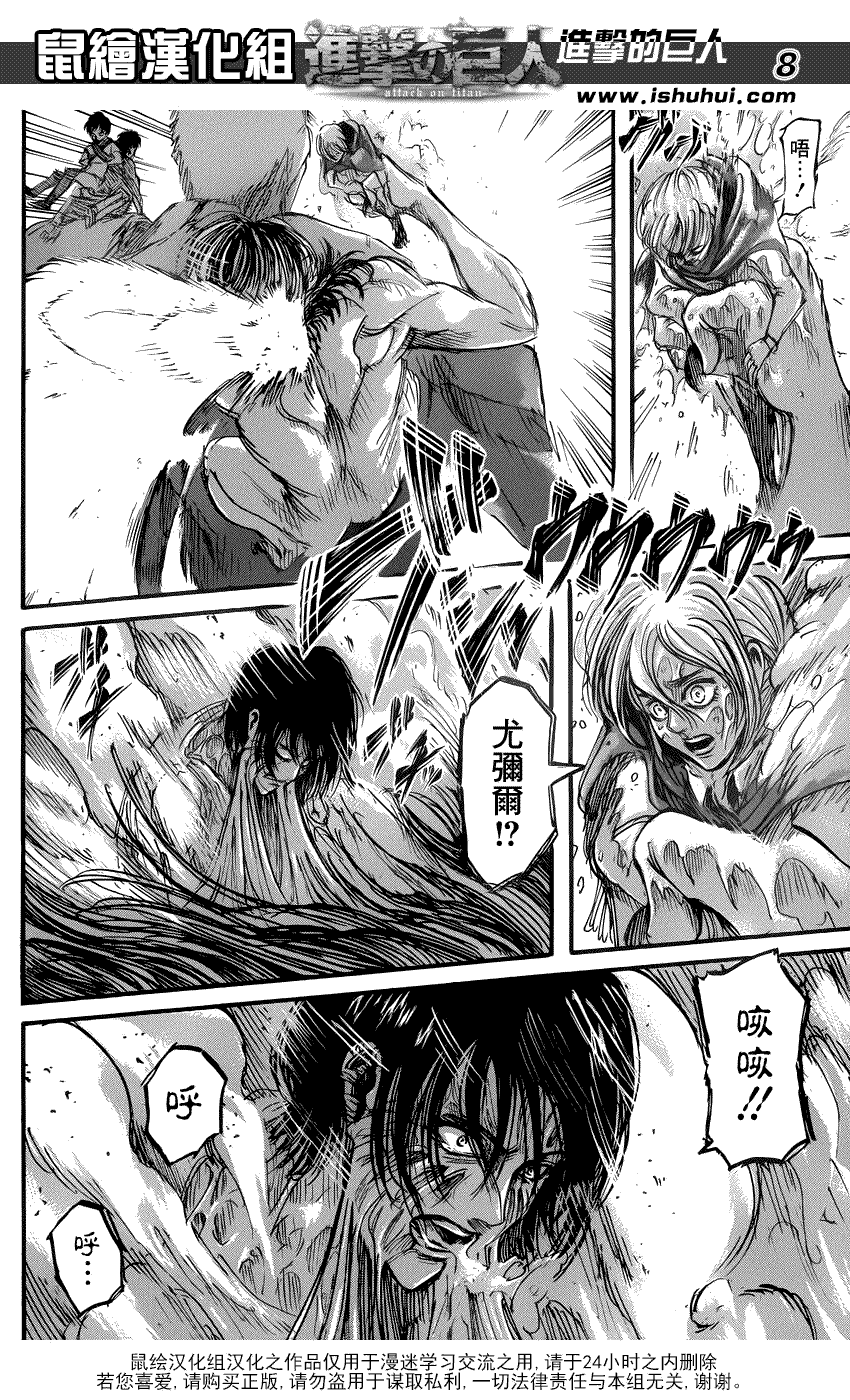 鼠繪漢化組
進撃の巨人
attack on titan
進擊的巨人
8
www.ishuhui.com
唔…!
尤彌爾!?
咳咳!!
呼
呼…
鼠绘汉化组汉化之作品仅用于漫迷学习交流之用, 请于24小时之内删除
若您喜爱, 请购买正版, 请勿盗用于谋取私利, 一切法律责任与本组无关, 谢谢。